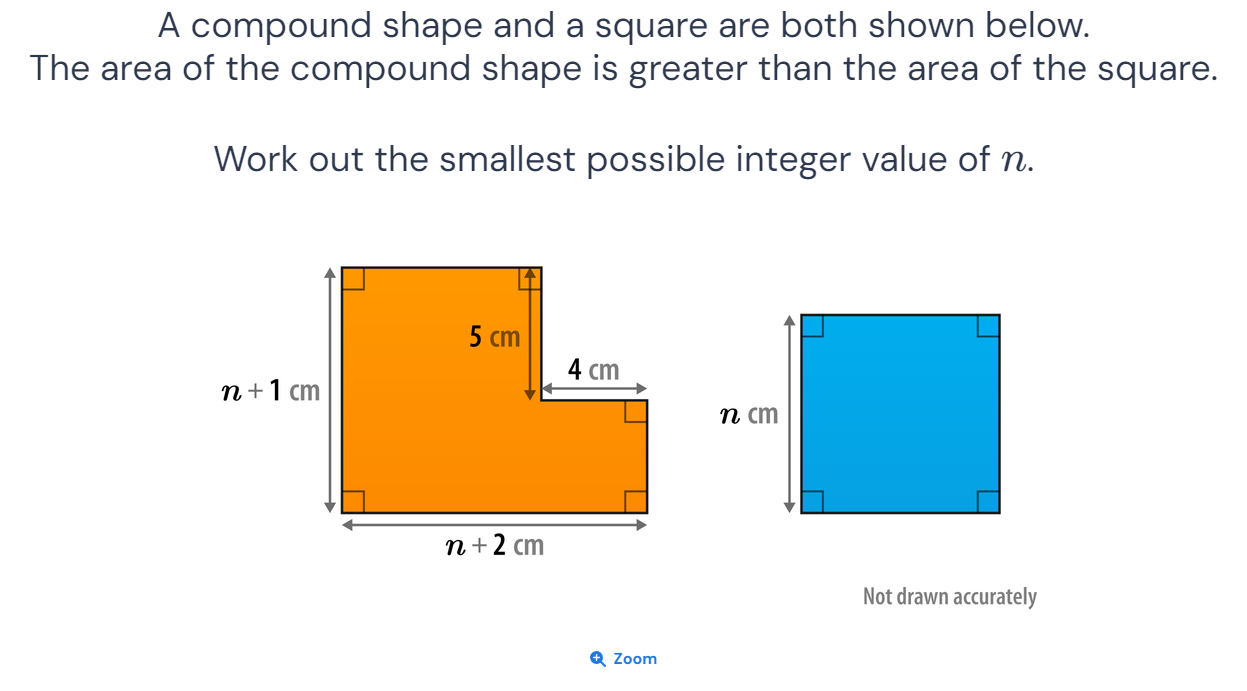 A compound shape and a square are both shown below.
The area of the compound shape is greater than the area of the square.
Work out the smallest possible integer value of n.
5 cm
4 cm
n + 1 cm
n cm
n + 2 cm
Not drawn accurately
Zoom